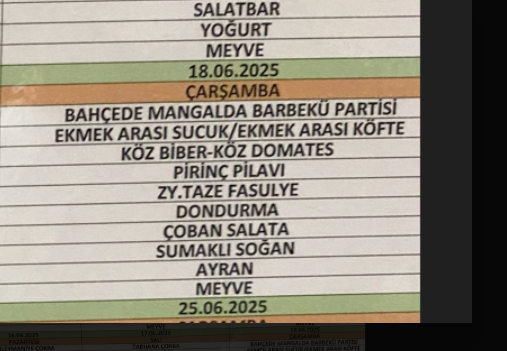 SALATBAR
YOĞURT
MEYVE
18.06.2025
ÇARŞAMBA
BAHÇEDE MANGALDA BARBEKÜ PARTİSİ
EKMEK ARASI SUCUK/EKMEK ARASI KÖFTE
KÖZ BİBER-KÖZ DOMATES
PİRİNÇ PİLAVI
ZY.TAZE FASULYE
DONDURMA
ÇOBAN SALATA
SUMAKLI SOĞAN
AYRAN
MEYVE
25.06.2025